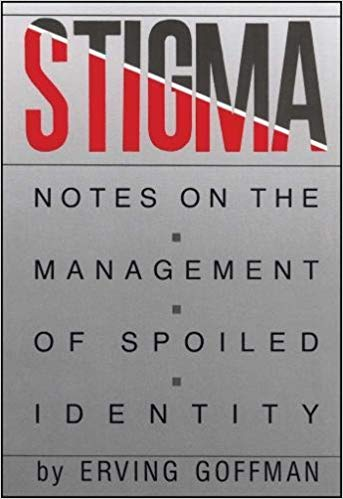 STIGMA
NOTES ON THE
MANAGEMENT
OF SPOILED
IDENTITY
by ERVING GOFFMAN